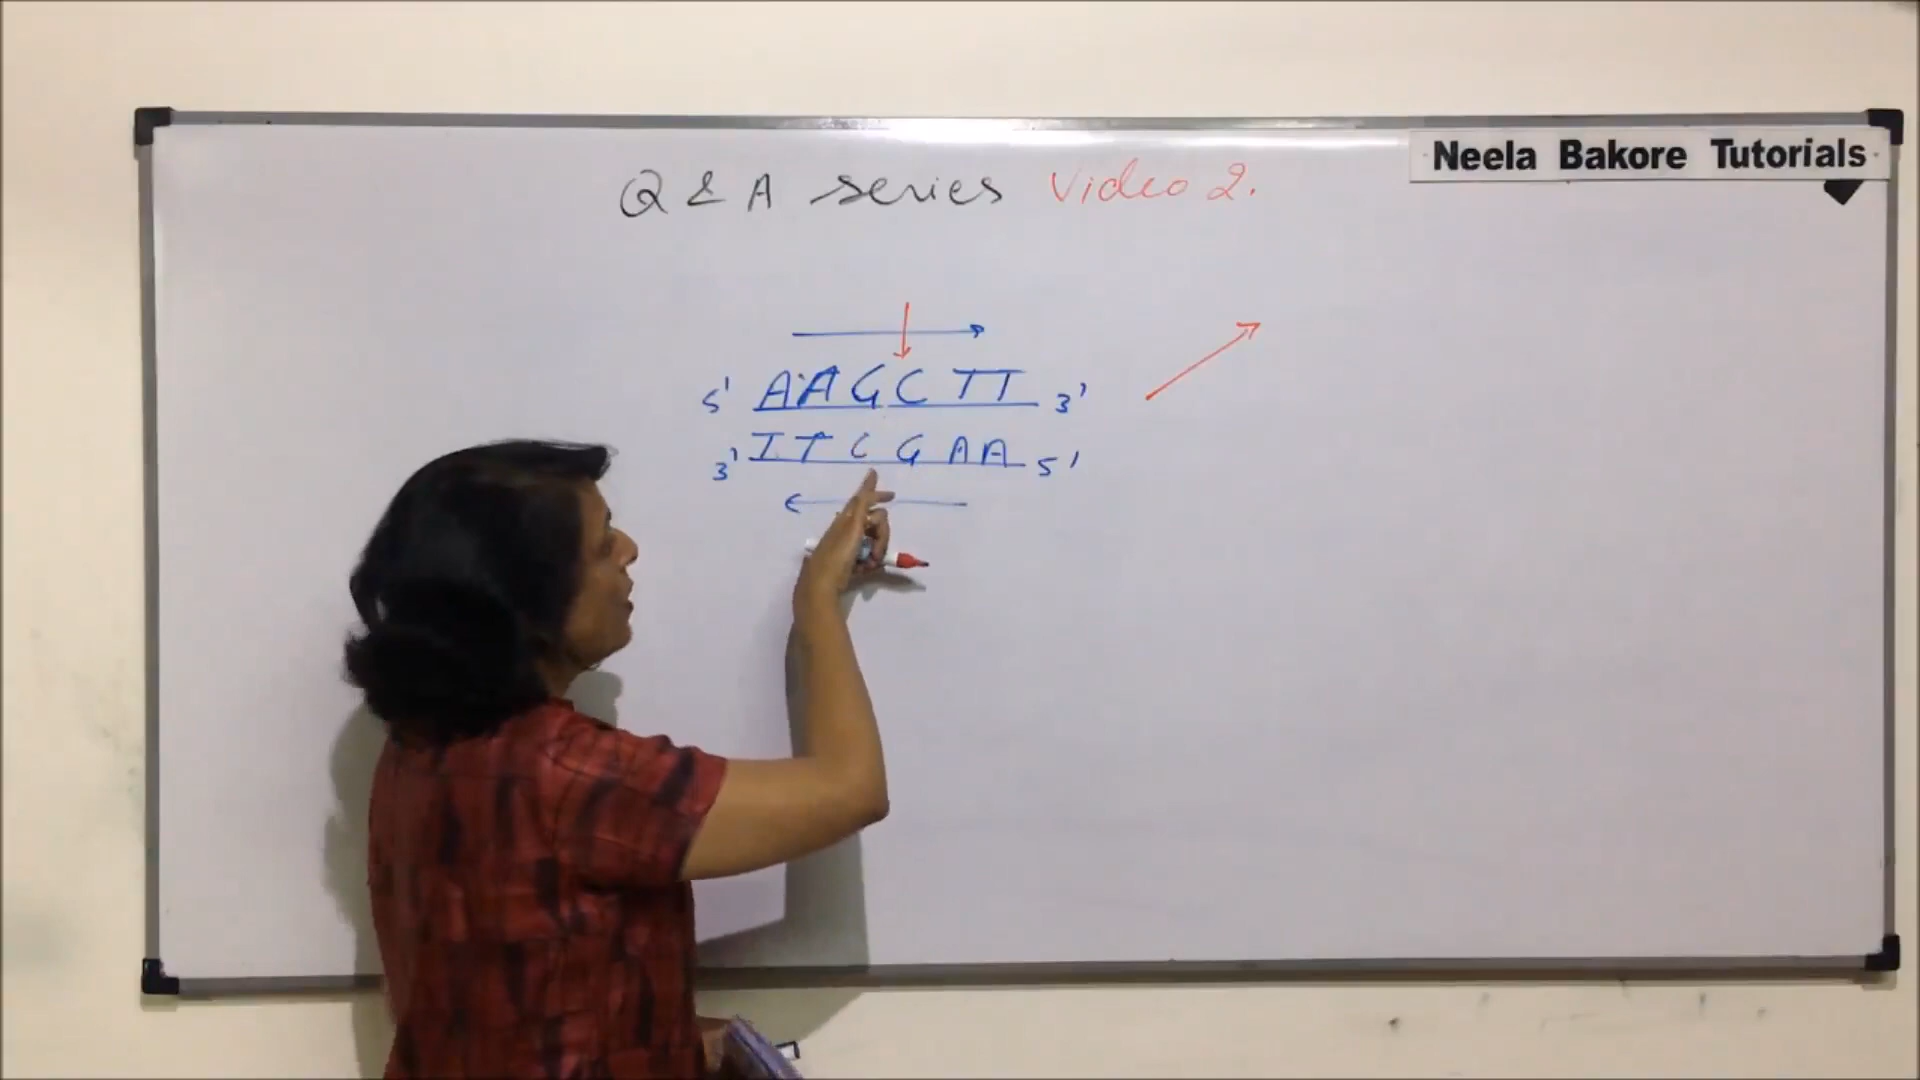 Neela Bakore Tutorials
Q & A series Video 2.
5' AAGCTT 3'
3' TTCGAA 5'